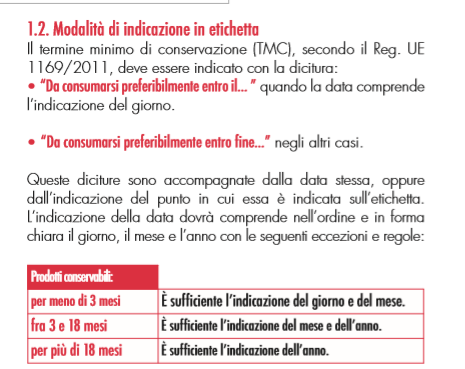 1.2. Modalità di indicazione in etichetta
Il termine minimo di conservazione (TMC), secondo il Reg. UE
1169/2011, deve essere indicato con la dicitura:
• “Da consumarsi preferibilmente entro il... ” quando la data comprende
l’indicazione del giorno.
• “Da consumarsi preferibilmente entro fine...” negli altri casi.
Queste diciture sono accompagnate dalla data stessa, oppure
dall’indicazione del punto in cui essa è indicata sull’etichetta.
L’indicazione della data dovrà comprende nell’ordine e in forma
chiara il giorno, il mese e l’anno con le seguenti eccezioni e regole:
Prodotti conservabili:
per meno di 3 mesi È sufficiente l’indicazione del giorno e del mese.
fra 3 e 18 mesi È sufficiente l’indicazione del mese e dell’anno.
per più di 18 mesi È sufficiente l’indicazione dell’anno.